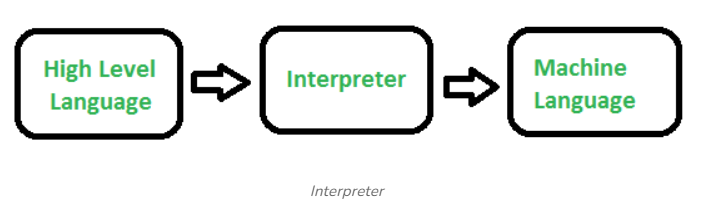 High Level
Language
Interpreter
Machine
Language
Interpreter